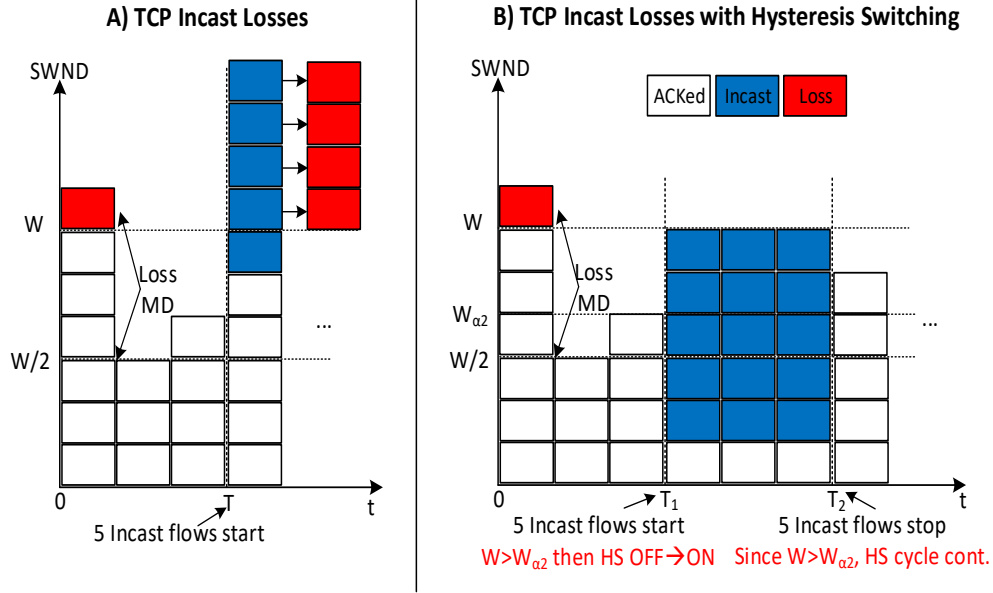 A) TCP Incast Losses
SWND
W
Loss
MD
W/2
...
0
T
t
5 Incast flows start
B) TCP Incast Losses with Hysteresis Switching
SWND
ACKed
Incast
Loss
W
Loss
MD
Wα2
W/2
...
0
T1
T2
t
5 Incast flows start
5 Incast flows stop
W>Wα2 then HS OFF→ON
Since W>Wα2, HS cycle cont.